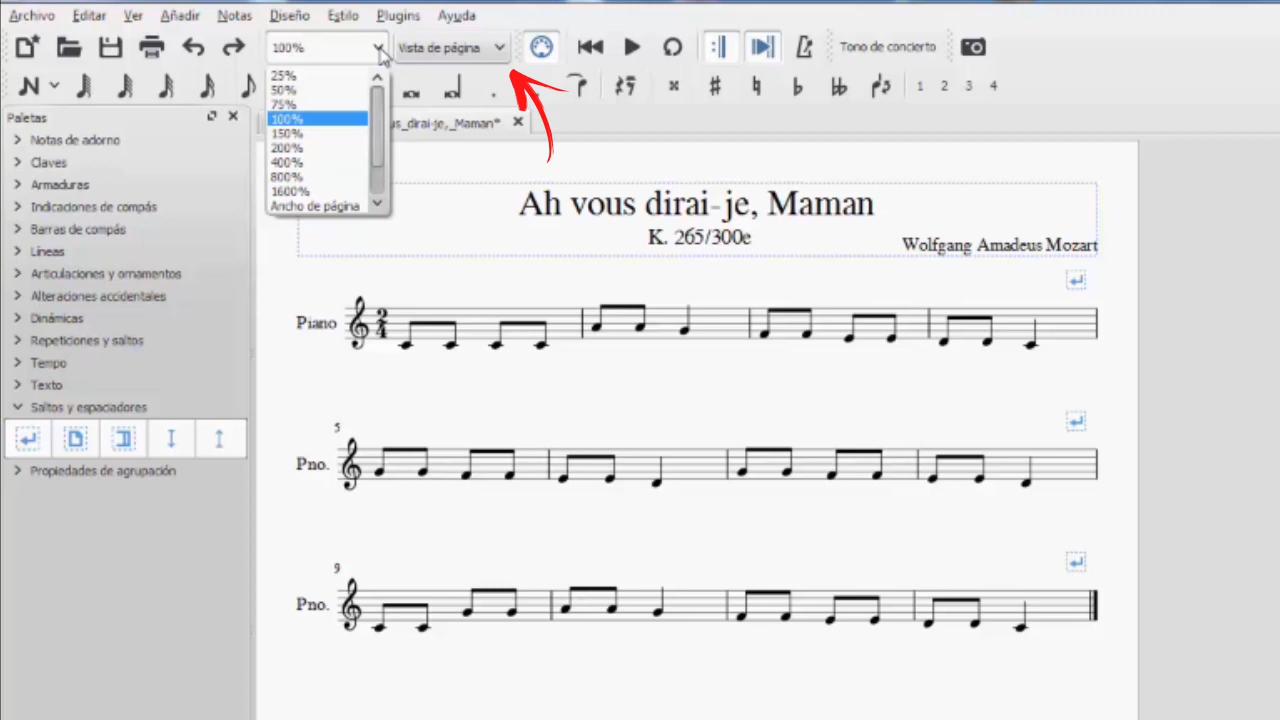 Archivo Editar Ver Añadir Notas Diseño Estilo Plugins Ayuda
100% Vista de página Tono de concierto
1 2 3 4
25%
50%
75%
100%
150%
200%
400%
800%
1600%
Ancho de página
us_dirai-je,_Maman*
Paletas
Notas de adorno
Claves
Armaduras
Indicaciones de compás
Barras de compás
Líneas
Articulaciones y ornamentos
Alteraciones accidentales
Dinámicas
Repeticiones y saltos
Tempo
Texto
Saltos y espaciadores
Propiedades de agrupación
Ah vous dirai-je, Maman
K. 265/300e
Wolfgang Amadeus Mozart
Piano
2
4
5
Pno.
9
Pno.